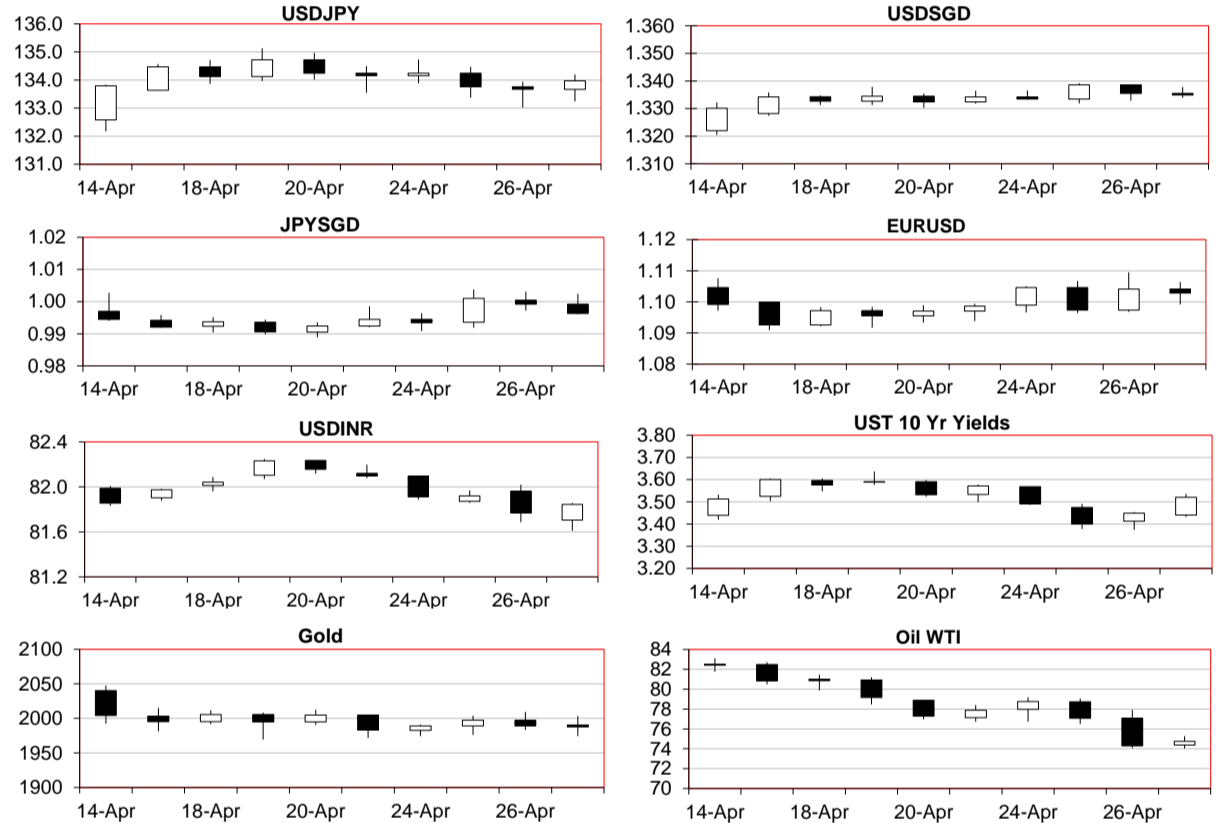 USDJPY
136.0
135.0
134.0
133.0
132.0
131.0
14-Apr 18-Apr 20-Apr 24-Apr 26-Apr
USDSGD
1.360
1.350
1.340
1.330
1.320
1.310
14-Apr 18-Apr 20-Apr 24-Apr 26-Apr
JPYSGD
1.02
1.01
1.00
0.99
0.98
14-Apr 18-Apr 20-Apr 24-Apr 26-Apr
EURUSD
1.12
1.11
1.10
1.09
1.08
14-Apr 18-Apr 20-Apr 24-Apr 26-Apr
USDINR
82.4
82.0
81.6
81.2
14-Apr 18-Apr 20-Apr 24-Apr 26-Apr
UST 10 Yr Yields
3.80
3.70
3.60
3.50
3.40
3.30
3.20
14-Apr 18-Apr 20-Apr 24-Apr 26-Apr
Gold
2100
2050
2000
1950
1900
14-Apr 18-Apr 20-Apr 24-Apr 26-Apr
Oil WTI
84
82
80
78
76
74
72
70
14-Apr 18-Apr 20-Apr 24-Apr 26-Apr